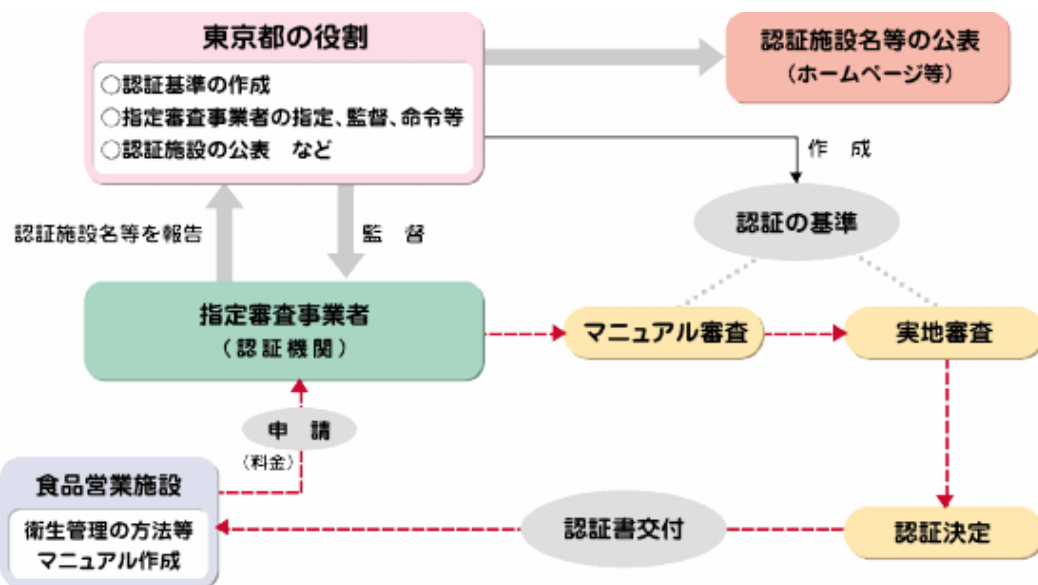 東京都の役割
○認証基準の作成
○指定審査事業者の指定、監督、命令等
○認証施設の公表 など
認証施設名等の公表
(ホームページ等)
作 成
認証の基準
認証施設名等を報告
監 督
指定審査事業者
(認証機関)
マニュアル審査
実地審査
申 請
(料金)
食品営業施設
衛生管理の方法等
マニュアル作成
認証書交付
認証決定